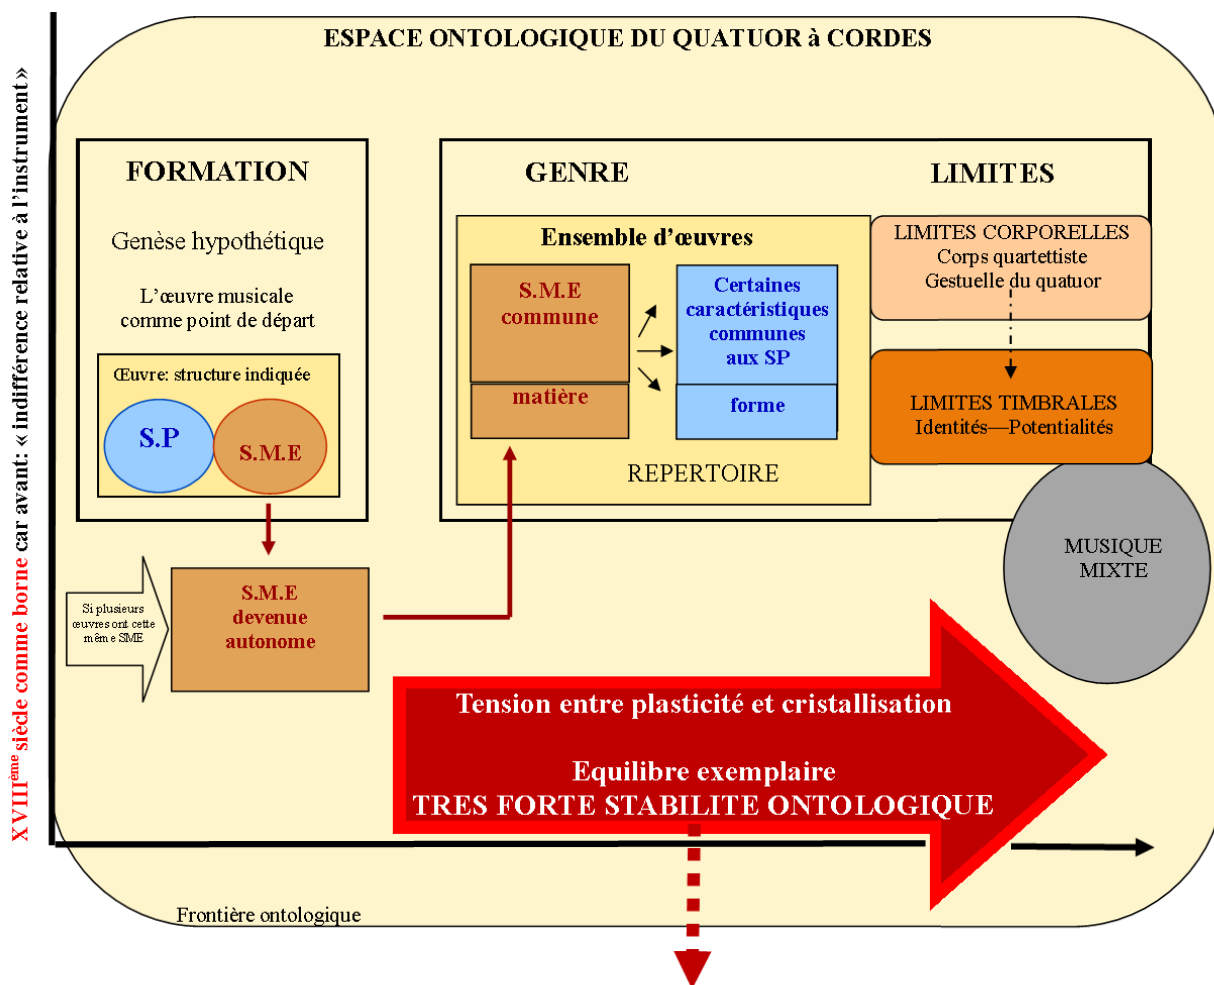 ESPACE ONTOLOGIQUE DU QUATUOR à CORDES
XVIIIème siècle comme borne car avant: « indifférence relative à l'instrument »
FORMATION
Genèse hypothétique
L'œuvre musicale
comme point de départ
Œuvre: structure indiquée
S.P
S.M.E
Si plusieurs
œuvres ont cette
même SME
S.M.E
devenue
autonome
GENRE
Ensemble d'œuvres
S.M.E
commune
matière
Certaines
caractéristiques
communes
aux SP
forme
REPERTOIRE
LIMITES
LIMITES CORPORELLES
Corps quartettiste
Gestuelle du quatuor
LIMITES TIMBRALES
Identités—Potentialités
MUSIQUE
MIXTE
Tension entre plasticité et cristallisation
Equilibre exemplaire
TRES FORTE STABILITE ONTOLOGIQUE
Frontière ontologique